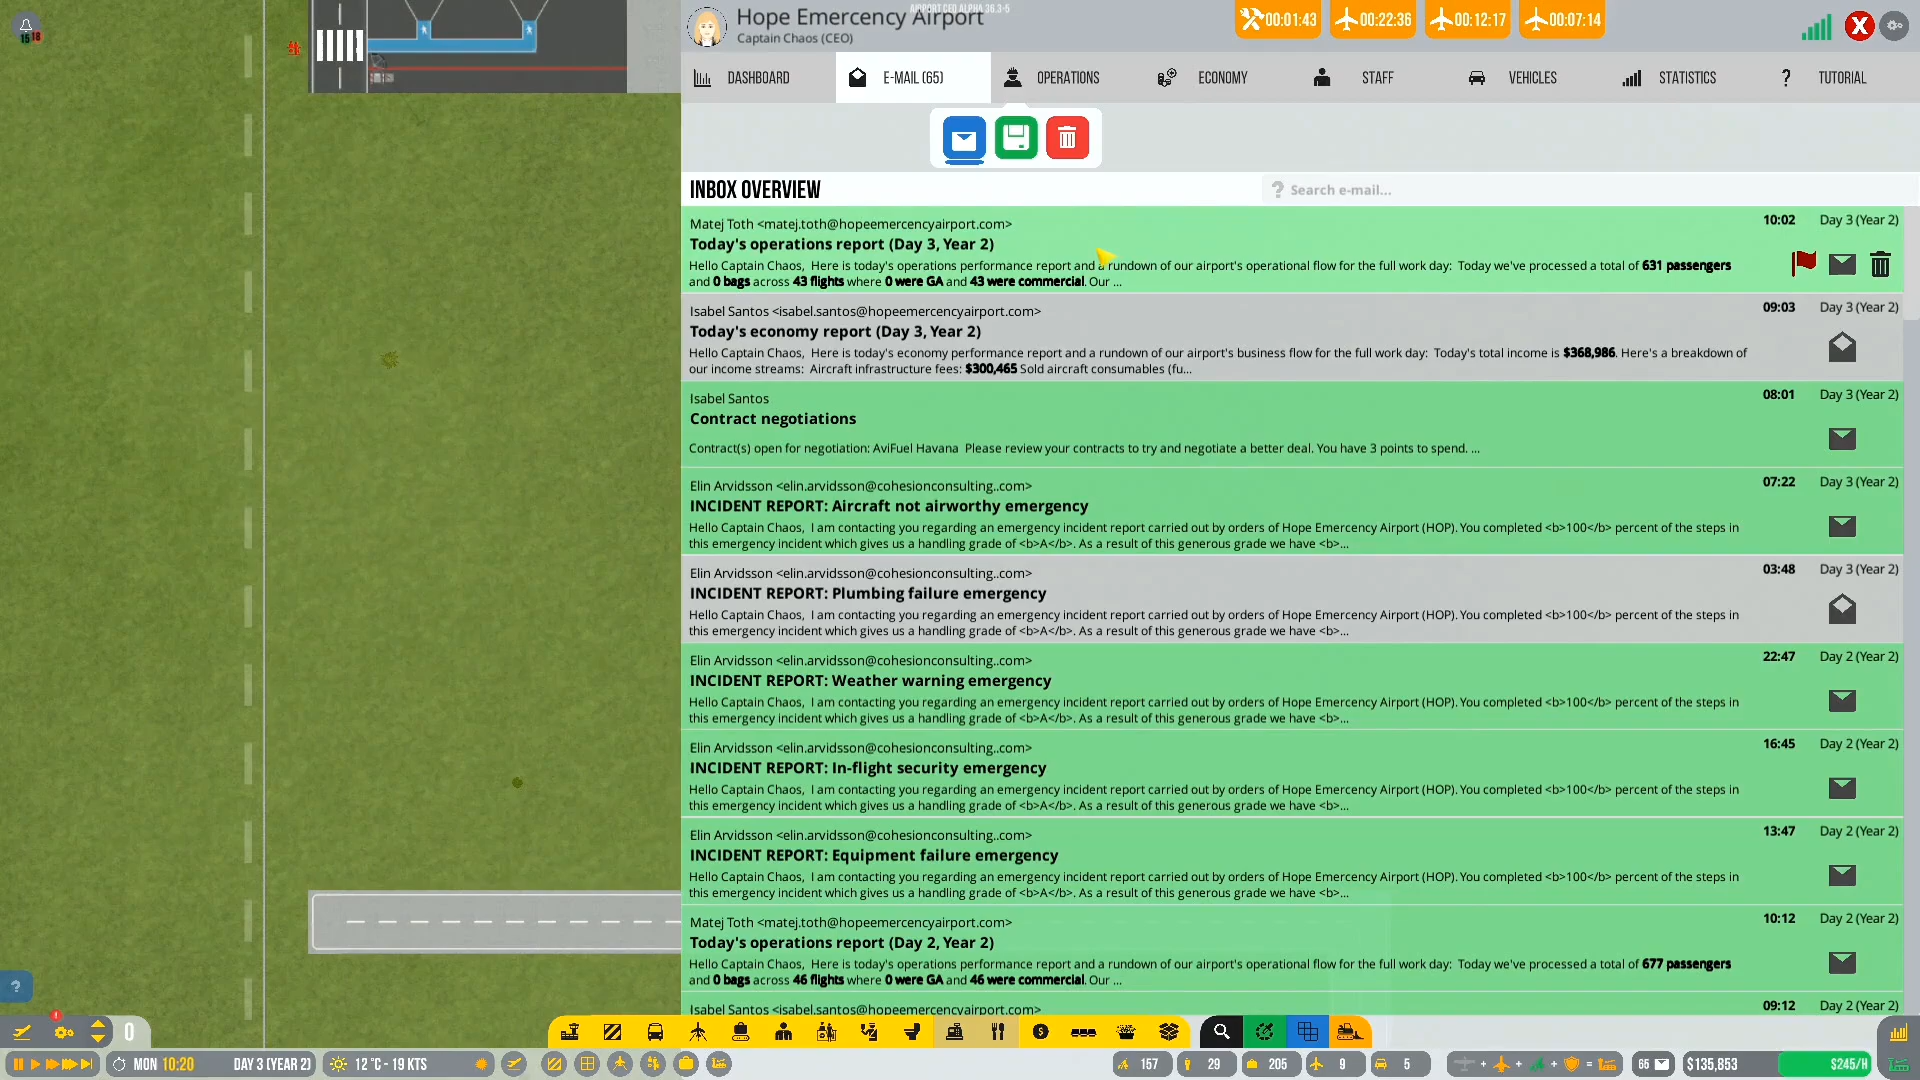 AIRPORT CEO ALPHA 36.3-5
Hope Emercency Airport
Captain Chaos (CEO)
00:01:43
00:22:36
00:12:17
00:07:14
DASHBOARD
E-MAIL (65)
OPERATIONS
ECONOMY
STAFF
VEHICLES
STATISTICS
? TUTORIAL
INBOX OVERVIEW
? Search e-mail...
Matej Toth <matej.toth@hopeemercencyairport.com> 10:02 Day 3 (Year 2)
Today's operations report (Day 3, Year 2)
Hello Captain Chaos, Here is today's operations performance report and a rundown of our airport's operational flow for the full work day: Today we've processed a total of 631 passengers
and 0 bags across 43 flights where 0 were GA and 43 were commercial. Our ...
Isabel Santos <isabel.santos@hopeemercencyairport.com> 09:03 Day 3 (Year 2)
Today's economy report (Day 3, Year 2)
Hello Captain Chaos, Here is today's economy performance report and a rundown of our airport's business flow for the full work day: Today's total income is $368,986. Here's a breakdown of
our income streams: Aircraft infrastructure fees: $300,465 Sold aircraft consumables (fu...
Isabel Santos 08:01 Day 3 (Year 2)
Contract negotiations
Contract(s) open for negotiation: AviFuel Havana Please review your contracts to try and negotiate a better deal. You have 3 points to spend. ...
Elin Arvidsson <elin.arvidsson@cohesionconsulting..com> 07:22 Day 3 (Year 2)
INCIDENT REPORT: Aircraft not airworthy emergency
Hello Captain Chaos, I am contacting you regarding an emergency incident report carried out by orders of Hope Emercency Airport (HOP). You completed <b>100</b> percent of the steps in
this emergency incident which gives us a handling grade of <b>A</b>. As a result of this generous grade we have <b>...
Elin Arvidsson <elin.arvidsson@cohesionconsulting..com> 03:48 Day 3 (Year 2)
INCIDENT REPORT: Plumbing failure emergency
Hello Captain Chaos, I am contacting you regarding an emergency incident report carried out by orders of Hope Emercency Airport (HOP). You completed <b>100</b> percent of the steps in
this emergency incident which gives us a handling grade of <b>A</b>. As a result of this generous grade we have <b>...
Elin Arvidsson <elin.arvidsson@cohesionconsulting..com> 22:47 Day 2 (Year 2)
INCIDENT REPORT: Weather warning emergency
Hello Captain Chaos, I am contacting you regarding an emergency incident report carried out by orders of Hope Emercency Airport (HOP). You completed <b>100</b> percent of the steps in
this emergency incident which gives us a handling grade of <b>A</b>. As a result of this generous grade we have <b>...
Elin Arvidsson <elin.arvidsson@cohesionconsulting..com> 16:45 Day 2 (Year 2)
INCIDENT REPORT: In-flight security emergency
Hello Captain Chaos, I am contacting you regarding an emergency incident report carried out by orders of Hope Emercency Airport (HOP). You completed <b>100</b> percent of the steps in
this emergency incident which gives us a handling grade of <b>A</b>. As a result of this generous grade we have <b>...
Elin Arvidsson <elin.arvidsson@cohesionconsulting..com> 13:47 Day 2 (Year 2)
INCIDENT REPORT: Equipment failure emergency
Hello Captain Chaos, I am contacting you regarding an emergency incident report carried out by orders of Hope Emercency Airport (HOP). You completed <b>100</b> percent of the steps in
this emergency incident which gives us a handling grade of <b>A</b>. As a result of this generous grade we have <b>...
Matej Toth <matej.toth@hopeemercencyairport.com> 10:12 Day 2 (Year 2)
Today's operations report (Day 2, Year 2)
Hello Captain Chaos, Here is today's operations performance report and a rundown of our airport's operational flow for the full work day: Today we've processed a total of 677 passengers
and 0 bags across 46 flights where 0 were GA and 46 were commercial. Our ...
Isabel Santos <isabel.santos@hopeemercencyairport.com> 09:12 Day 2 (Year 2)
?
0
MON 10:20 DAY 3 (YEAR 2) 12 °C - 19 KTS
157 29 205 9 5 + + + = 65 $135,853 $245/H